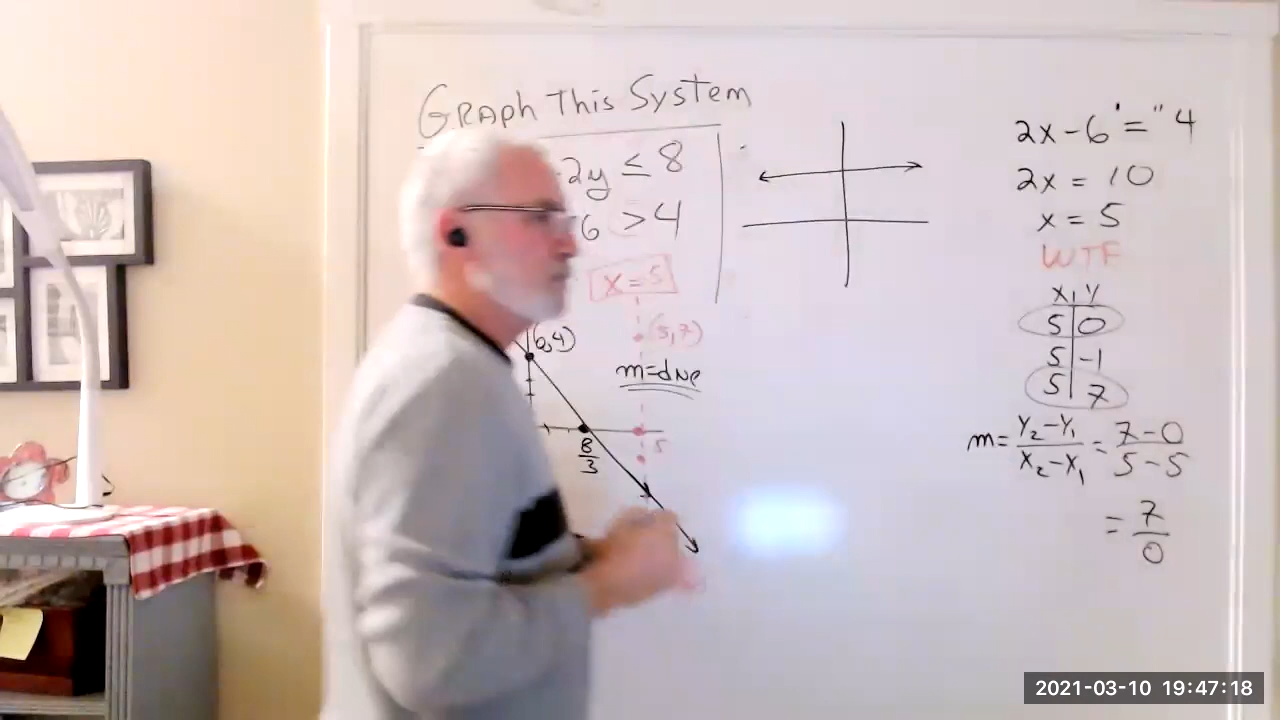 GRAPh This System
-2y ≤ 8
6 > 4
x = 5
(5,7)
m=dne
8
3
5
2x - 6 "=" 4
2x = 10
x = 5
WTF
X, Y
5 | 0
5 | -1
5 | 7
m = Y2 - Y1 / X2 - X1 = 7 - 0 / 5 - 5
= 7 / 0
2021-03-10 19:47:18